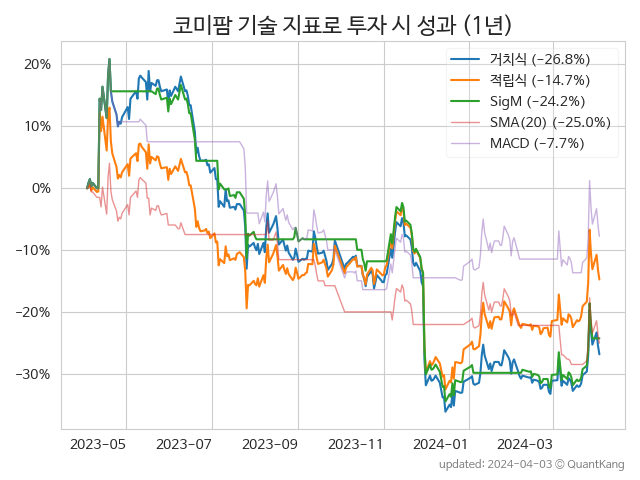 코미팜 기술 지표로 투자 시 성과 (1년)
거치식 (−26.8%)
적립식 (−14.7%)
SigM (−24.2%)
SMA(20) (−25.0%)
MACD (−7.7%)
20%
10%
0%
−10%
−20%
−30%
2023-05 2023-07 2023-09 2023-11 2024-01 2024-03
updated: 2024-04-03 © QuantKang